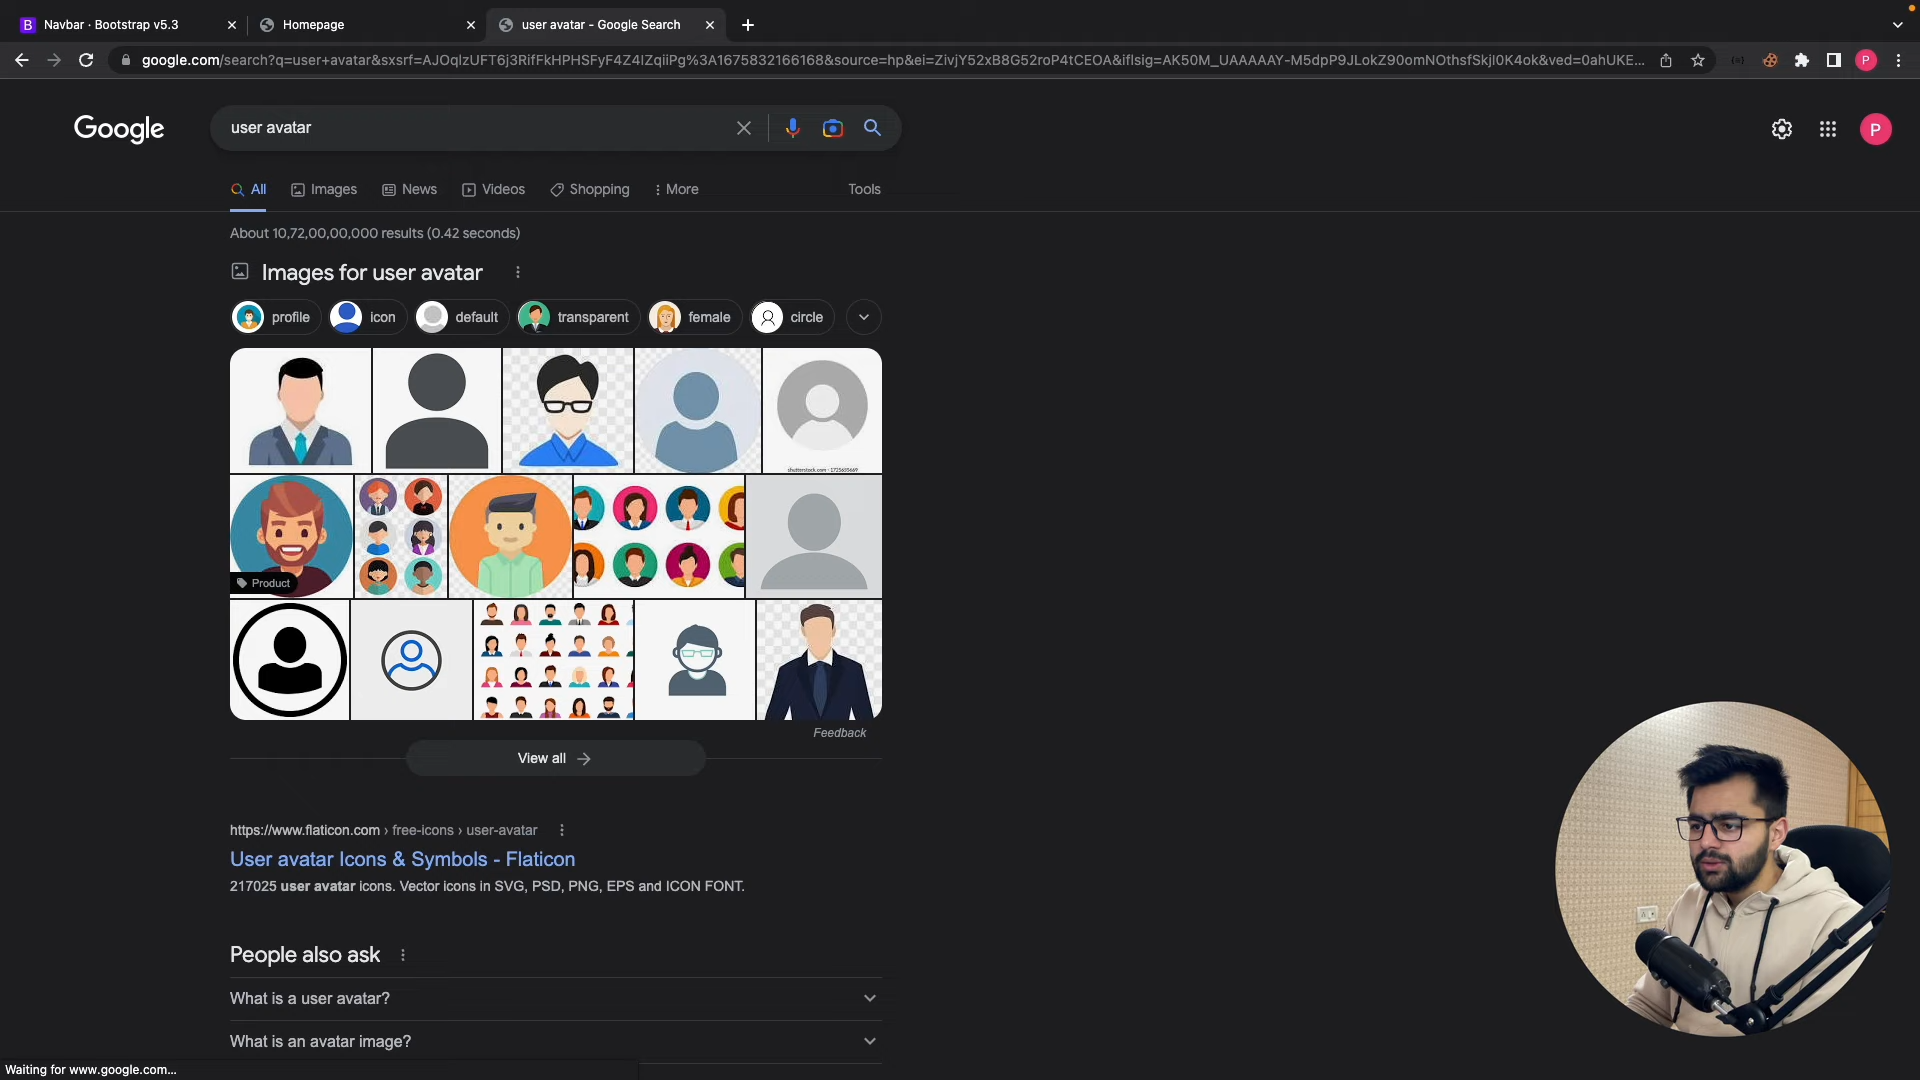 Navbar · Bootstrap v5.3
Homepage
user avatar - Google Search
google.com/search?q=user+avatar&sxsrf=AJOqlzUFT6j3RifFkHPHSFyF4Z4IZqiiPg%3A1675832166168&source=hp&ei=ZivjY52xB8G52roP4tCEOA&iflsig=AK50M_UAAAAAY-M5dpP9JLokZ90omNOthsfSkjI0K4ok&ved=0ahUKE...
P
Google
user avatar
P
All
Images
News
Videos
Shopping
More
Tools
About 10,72,00,00,000 results (0.42 seconds)
Images for user avatar
profile
icon
default
transparent
female
circle
shutterstock.com · 1725655669
Product
Feedback
View all
https://www.flaticon.com › free-icons › user-avatar
User avatar Icons & Symbols - Flaticon
217025 user avatar icons. Vector icons in SVG, PSD, PNG, EPS and ICON FONT.
People also ask
What is a user avatar?
What is an avatar image?
Waiting for www.google.com...